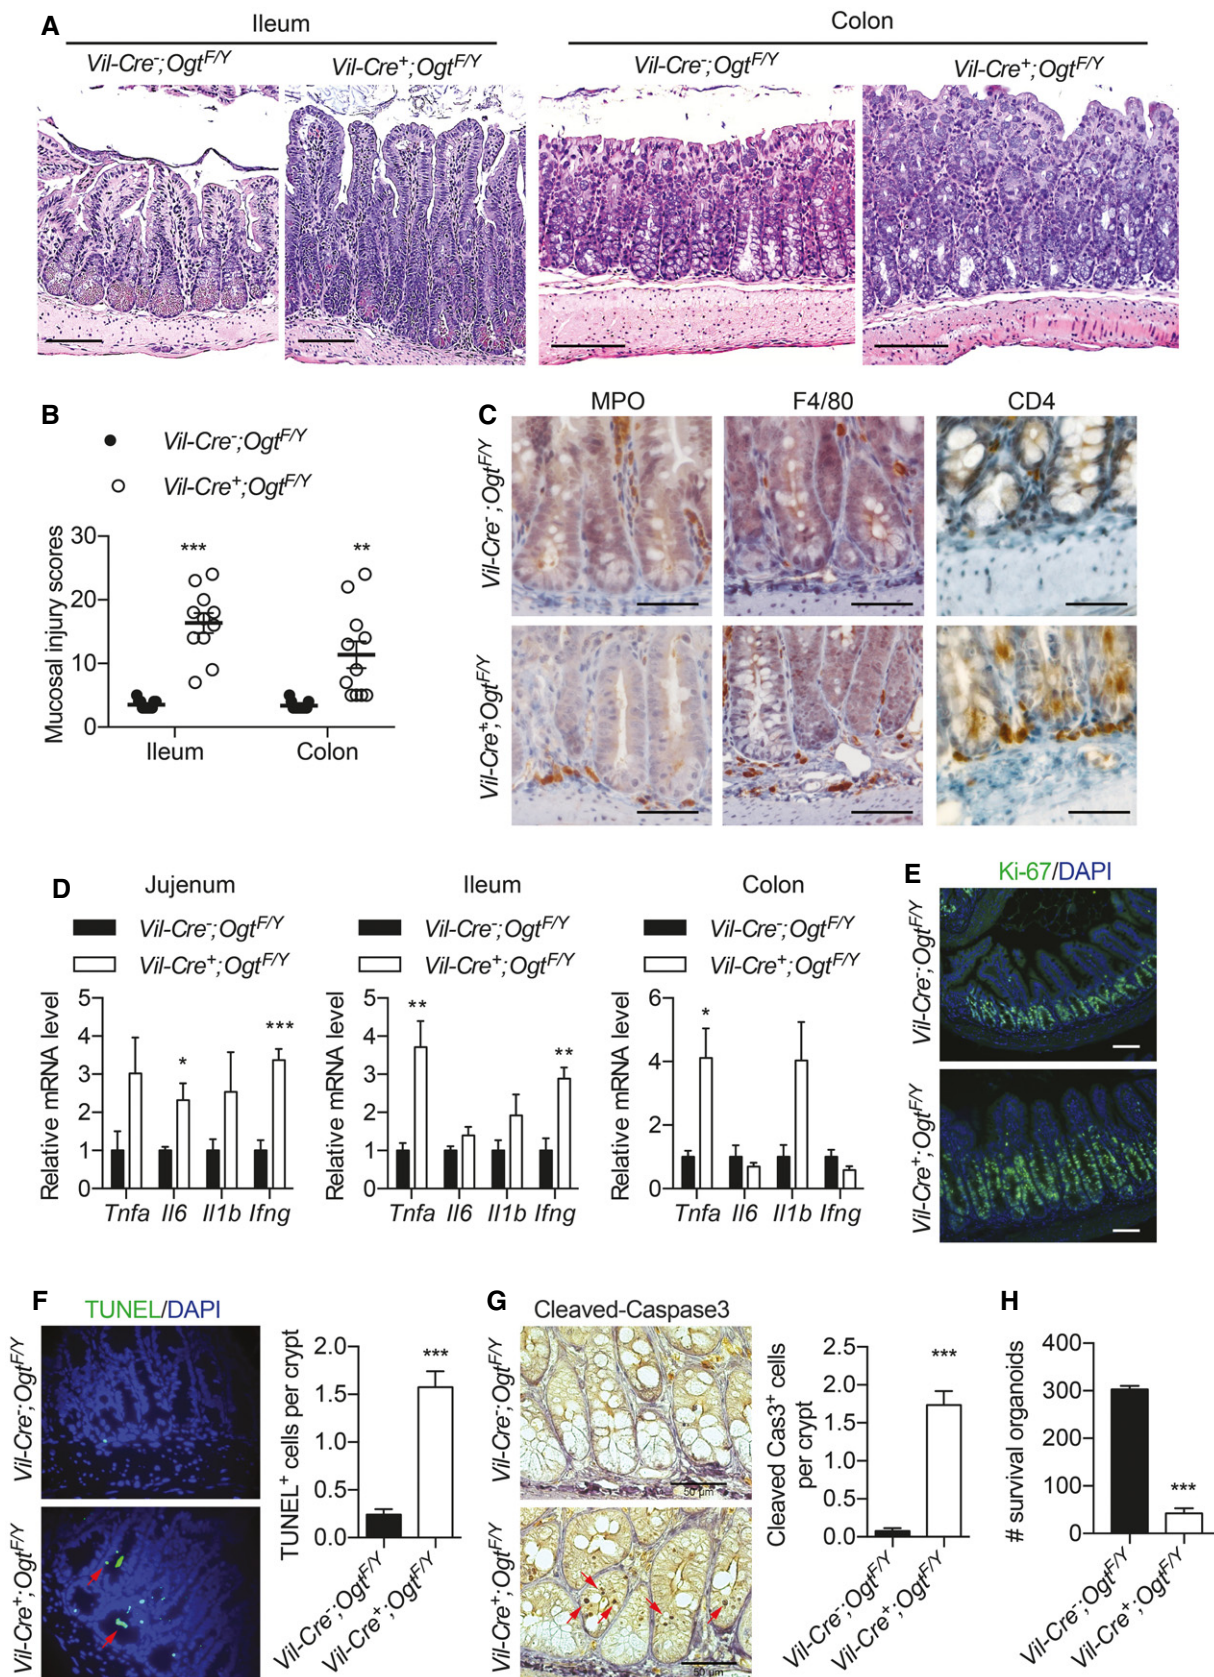 A
Ileum
Colon
Vil-Cre⁻;Ogt^F/Y
Vil-Cre⁺;Ogt^F/Y
Vil-Cre⁻;Ogt^F/Y
Vil-Cre⁺;Ogt^F/Y
B
Vil-Cre⁻;Ogt^F/Y
Vil-Cre⁺;Ogt^F/Y
Mucosal injury scores
30
20
10
0
***
**
Ileum
Colon
C
MPO
F4/80
CD4
Vil-Cre⁻;Ogt^F/Y
Vil-Cre⁺;Ogt^F/Y
D
Jujenum
Vil-Cre⁻;Ogt^F/Y
Vil-Cre⁺;Ogt^F/Y
Relative mRNA level
5
4
3
2
1
0
*
***
Tnfa Il6 Il1b Ifng
Ileum
Vil-Cre⁻;Ogt^F/Y
Vil-Cre⁺;Ogt^F/Y
Relative mRNA level
5
4
3
2
1
0
**
**
Tnfa Il6 Il1b Ifng
Colon
Vil-Cre⁻;Ogt^F/Y
Vil-Cre⁺;Ogt^F/Y
Relative mRNA level
6
4
2
0
*
Tnfa Il6 Il1b Ifng
E
Ki-67/DAPI
Vil-Cre⁻;Ogt^F/Y
Vil-Cre⁺;Ogt^F/Y
F
TUNEL/DAPI
Vil-Cre⁻;Ogt^F/Y
Vil-Cre⁺;Ogt^F/Y
TUNEL⁺ cells per crypt
2.0
1.5
1.0
0.5
0.0
***
Vil-Cre⁻;Ogt^F/Y
Vil-Cre⁺;Ogt^F/Y
G
Cleaved-Caspase3
Vil-Cre⁻;Ogt^F/Y
Vil-Cre⁺;Ogt^F/Y
50 μm
50 μm
Cleaved Cas3⁺ cells
per crypt
2.5
2.0
1.5
1.0
0.5
0.0
***
Vil-Cre⁻;Ogt^F/Y
Vil-Cre⁺;Ogt^F/Y
H
# survival organoids
400
300
200
100
0
***
Vil-Cre⁻;Ogt^F/Y
Vil-Cre⁺;Ogt^F/Y